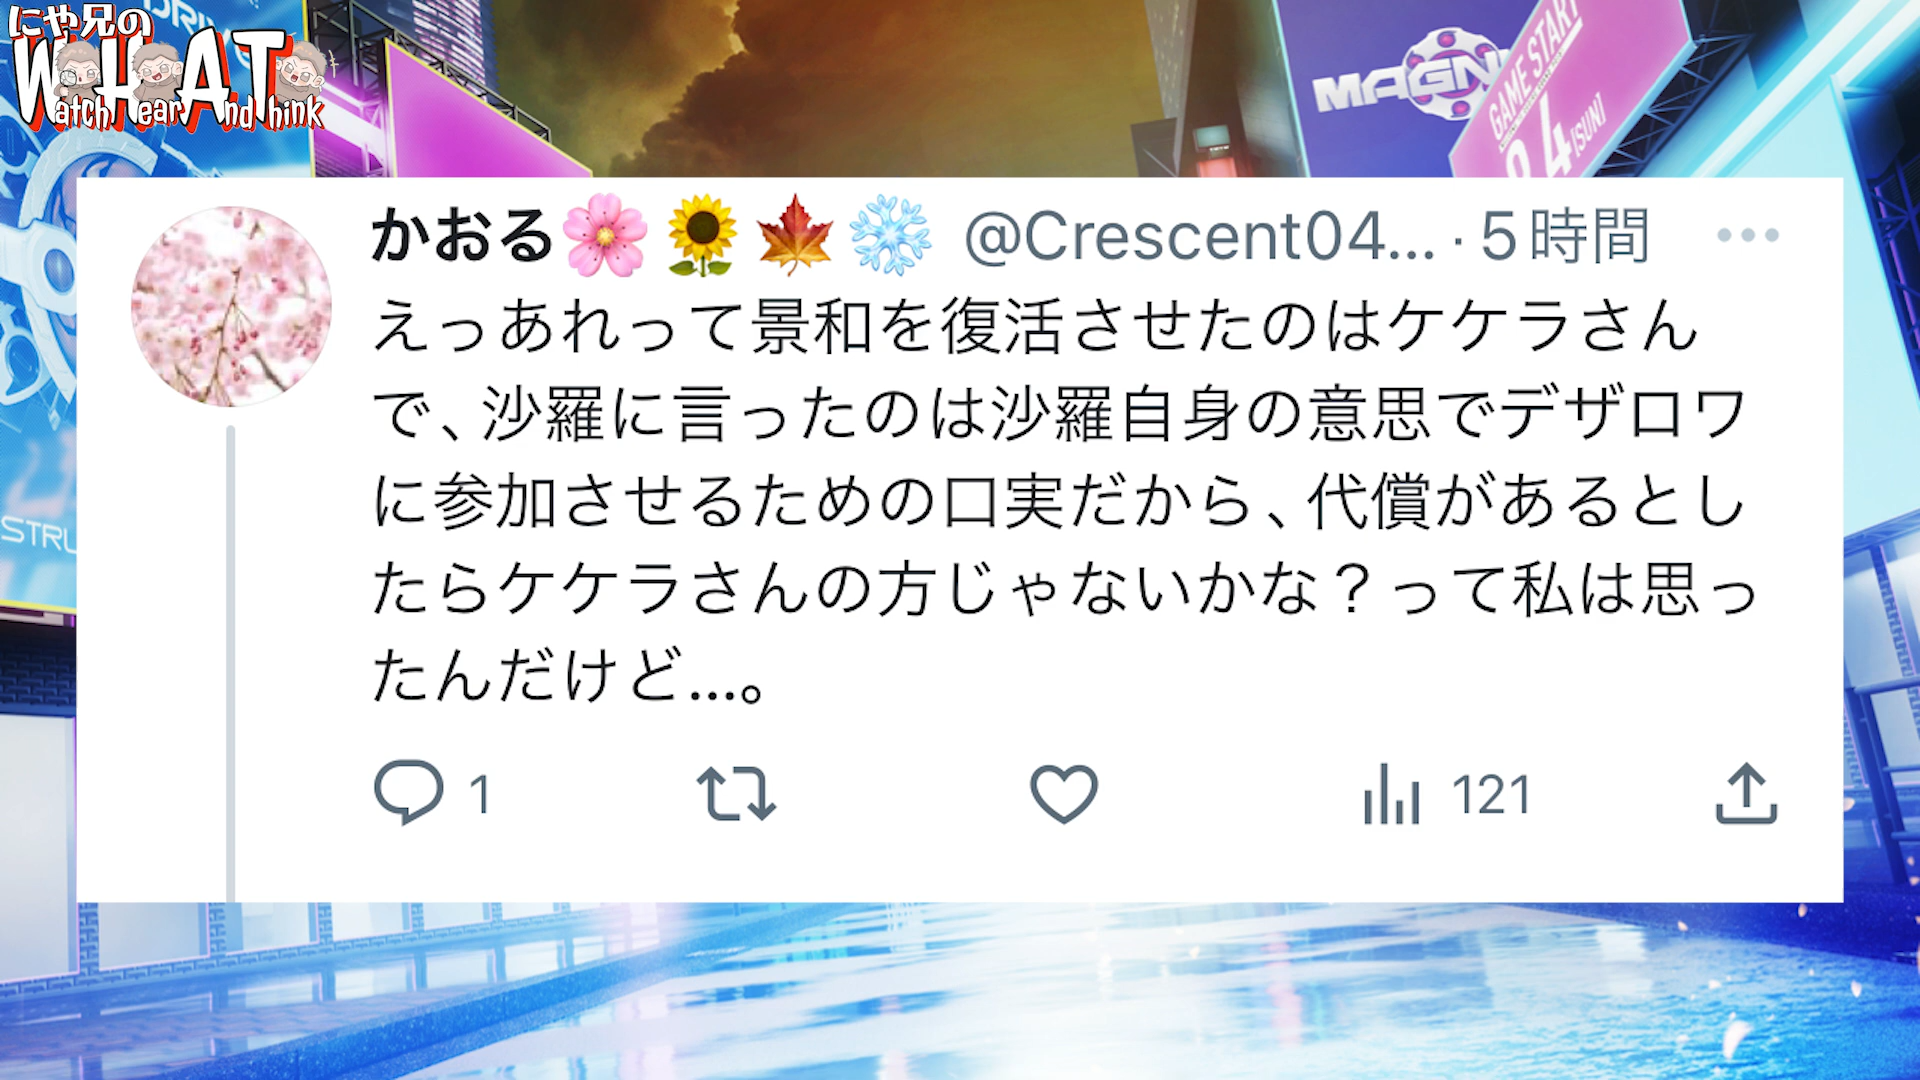 にや兄の
WHAT
Watch Hear And Think
MAGN
GAME START
9.4 [SUN]
STRU
かおる🌸🌻🍁❄️ @Crescent04... · 5時間
えっあれって景和を復活させたのはケケラさん
で、沙羅に言ったのは沙羅自身の意思でデザロワ
に参加させるための口実だから、代償があるとし
たらケケラさんの方じゃないかな？って私は思っ
たんだけど...。
1
121